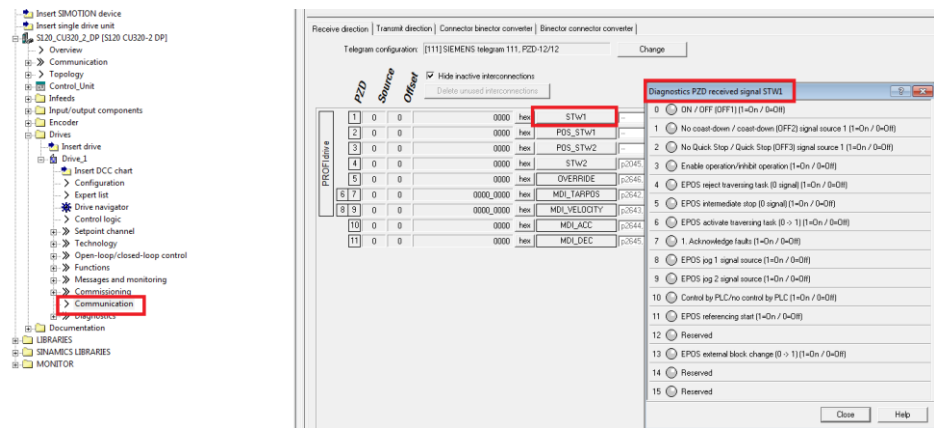 Insert SIMOTION device
Insert single drive unit
S120_CU320_2_DP [S120 CU320-2 DP]
Overview
Communication
Topology
Control_Unit
Infeeds
Input/output components
Encoder
Drives
Insert drive
Drive_1
Insert DCC chart
Configuration
Expert list
Drive navigator
Control logic
Setpoint channel
Technology
Open-loop/closed-loop control
Functions
Messages and monitoring
Commissioning
Communication
Diagnostics
Documentation
LIBRARIES
SINAMICS LIBRARIES
MONITOR
Receive direction Transmit direction Connector binector converter Binector connector converter
Telegram configuration: [111] SIEMENS telegram 111, PZD-12/12 Change
PZD Source Offset
Hide inactive interconnections
Delete unused interconnections
PROFIdrive
1 0 0 0000 hex STW1
2 0 0 0000 hex POS_STW1
3 0 0 0000 hex POS_STW2
4 0 0 0000 hex STW2 p2045,
5 0 0 0000 hex OVERRIDE p2646,
6 7 0 0 0000_0000 hex MDI_TARPOS p2642,
8 9 0 0 0000_0000 hex MDI_VELOCITY p2643,
10 0 0 0000 hex MDI_ACC p2644,
11 0 0 0000 hex MDI_DEC p2645,
Diagnostics PZD received signal STW1
0 ON / OFF (OFF1) (1=On / 0=Off)
1 No coast-down / coast-down (OFF2) signal source 1 (1=On / 0=Off)
2 No Quick Stop / Quick Stop (OFF3) signal source 1 (1=On / 0=Off)
3 Enable operation/inhibit operation (1=On / 0=Off)
4 EPOS reject traversing task (0 signal) (1=On / 0=Off)
5 EPOS intermediate stop (0 signal) (1=On / 0=Off)
6 EPOS activate traversing task (0 -> 1) (1=On / 0=Off)
7 1. Acknowledge faults (1=On / 0=Off)
8 EPOS jog 1 signal source (1=On / 0=Off)
9 EPOS jog 2 signal source (1=On / 0=Off)
10 Control by PLC/no control by PLC (1=On / 0=Off)
11 EPOS referencing start (1=On / 0=Off)
12 Reserved
13 EPOS external block change (0 -> 1) (1=On / 0=Off)
14 Reserved
15 Reserved
Close Help